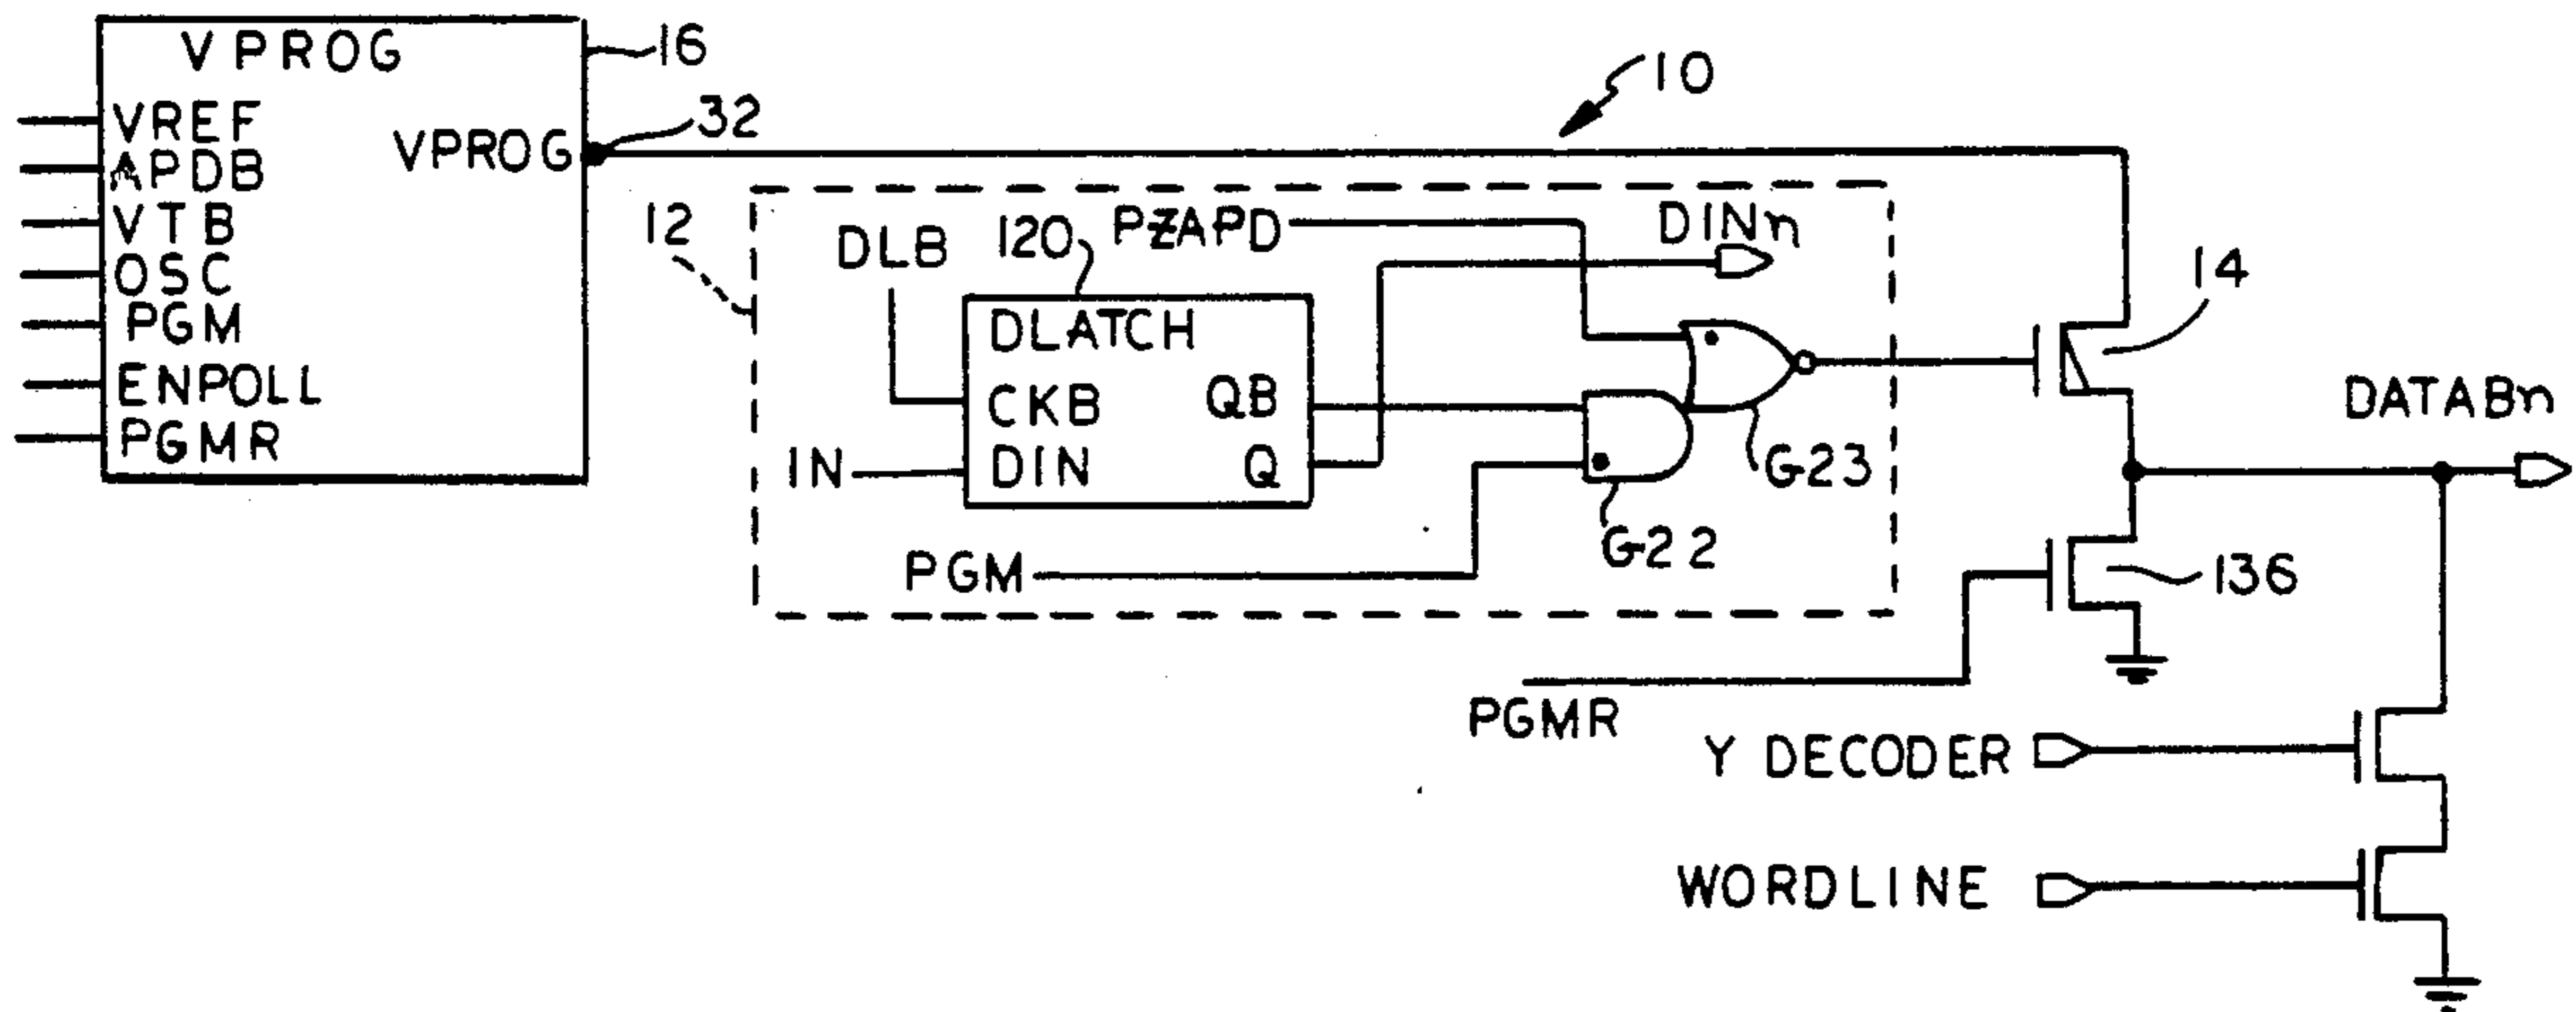 VPROG
16
VREF
APDB
VTB
OSC
PGM
ENPOLL
PGMR
VPROG
32
10
12
DLB
120
PZAPD
DINn
DLATCH
CKB
DIN
QB
Q
IN
PGM
G22
G23
14
DATABn
136
PGMR
Y DECODER
WORDLINE